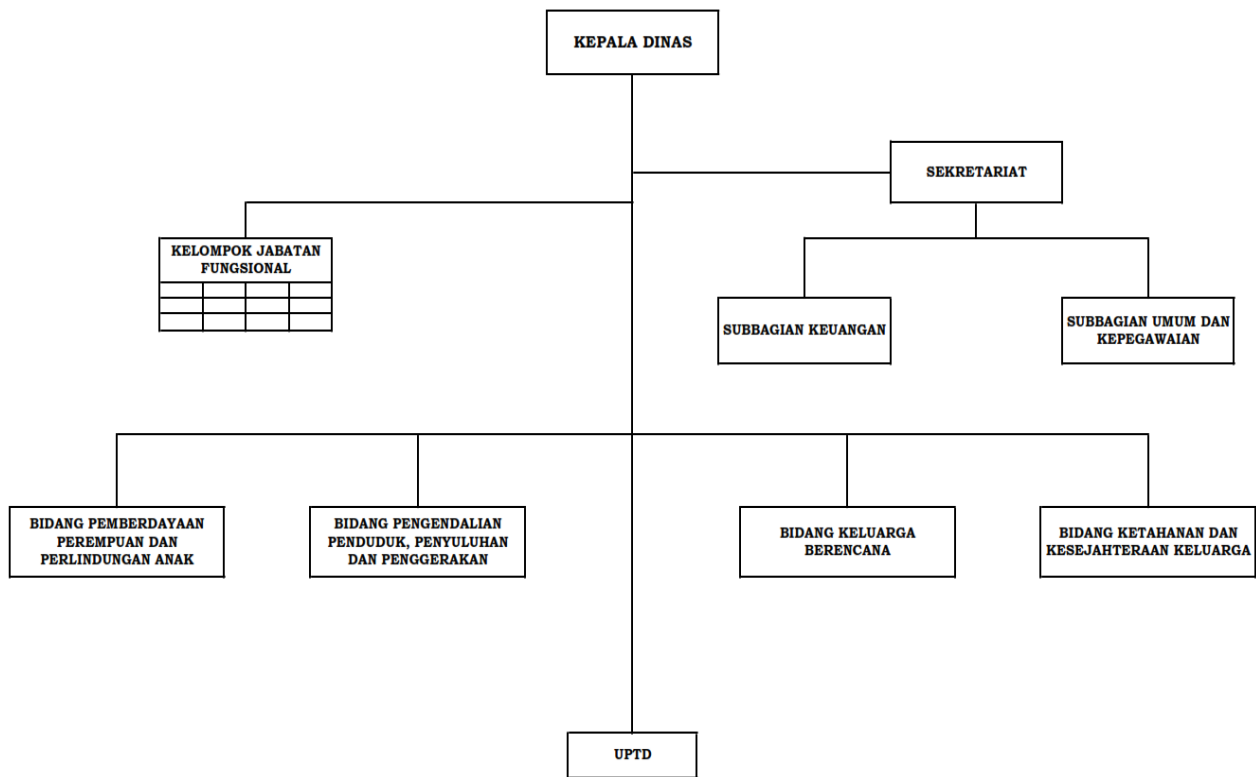 KEPALA DINAS
SEKRETARIAT
KELOMPOK JABATAN
FUNGSIONAL
SUBBAGIAN KEUANGAN
SUBBAGIAN UMUM DAN
KEPEGAWAIAN
BIDANG PEMBERDAYAAN
PEREMPUAN DAN
PERLINDUNGAN ANAK
BIDANG PENGENDALIAN
PENDUDUK, PENYULUHAN
DAN PENGGERAKAN
BIDANG KELUARGA
BERENCANA
BIDANG KETAHANAN DAN
KESEJAHTERAAN KELUARGA
UPTD